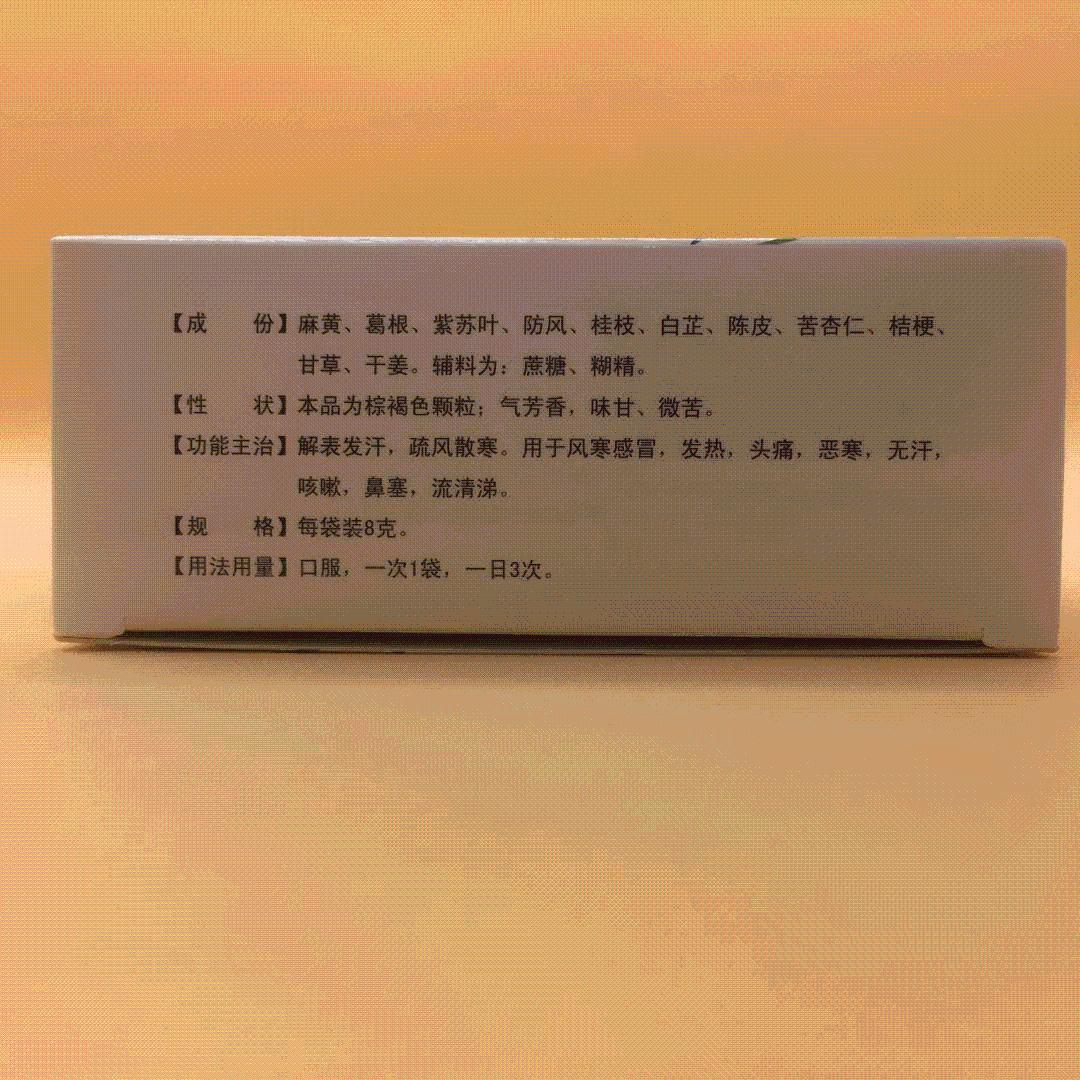 【成　　份】麻黄、葛根、紫苏叶、防风、桂枝、白芷、陈皮、苦杏仁、桔梗、
甘草、干姜。辅料为：蔗糖、糊精。
【性　　状】本品为棕褐色颗粒；气芳香，味甘、微苦。
【功能主治】解表发汗，疏风散寒。用于风寒感冒，发热，头痛，恶寒，无汗，
咳嗽，鼻塞，流清涕。
【规　　格】每袋装8克。
【用法用量】口服，一次1袋，一日3次。